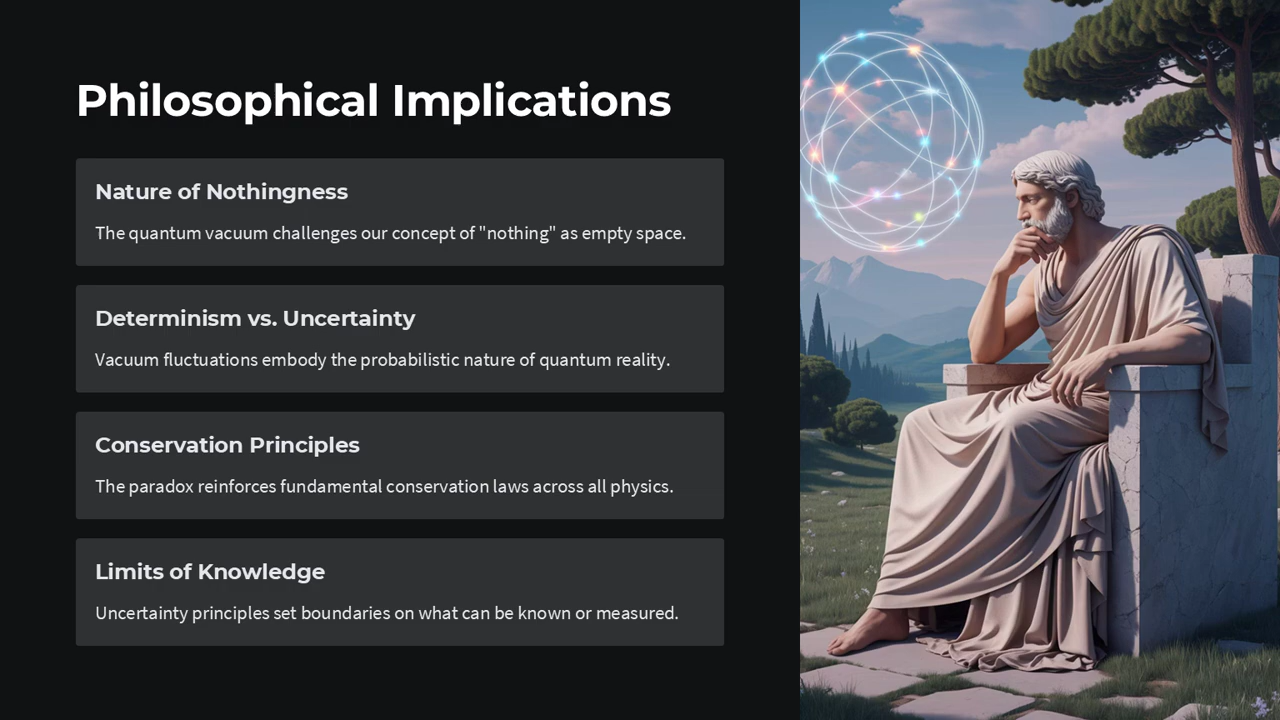 Philosophical Implications
Nature of Nothingness
The quantum vacuum challenges our concept of "nothing" as empty space.
Determinism vs. Uncertainty
Vacuum fluctuations embody the probabilistic nature of quantum reality.
Conservation Principles
The paradox reinforces fundamental conservation laws across all physics.
Limits of Knowledge
Uncertainty principles set boundaries on what can be known or measured.